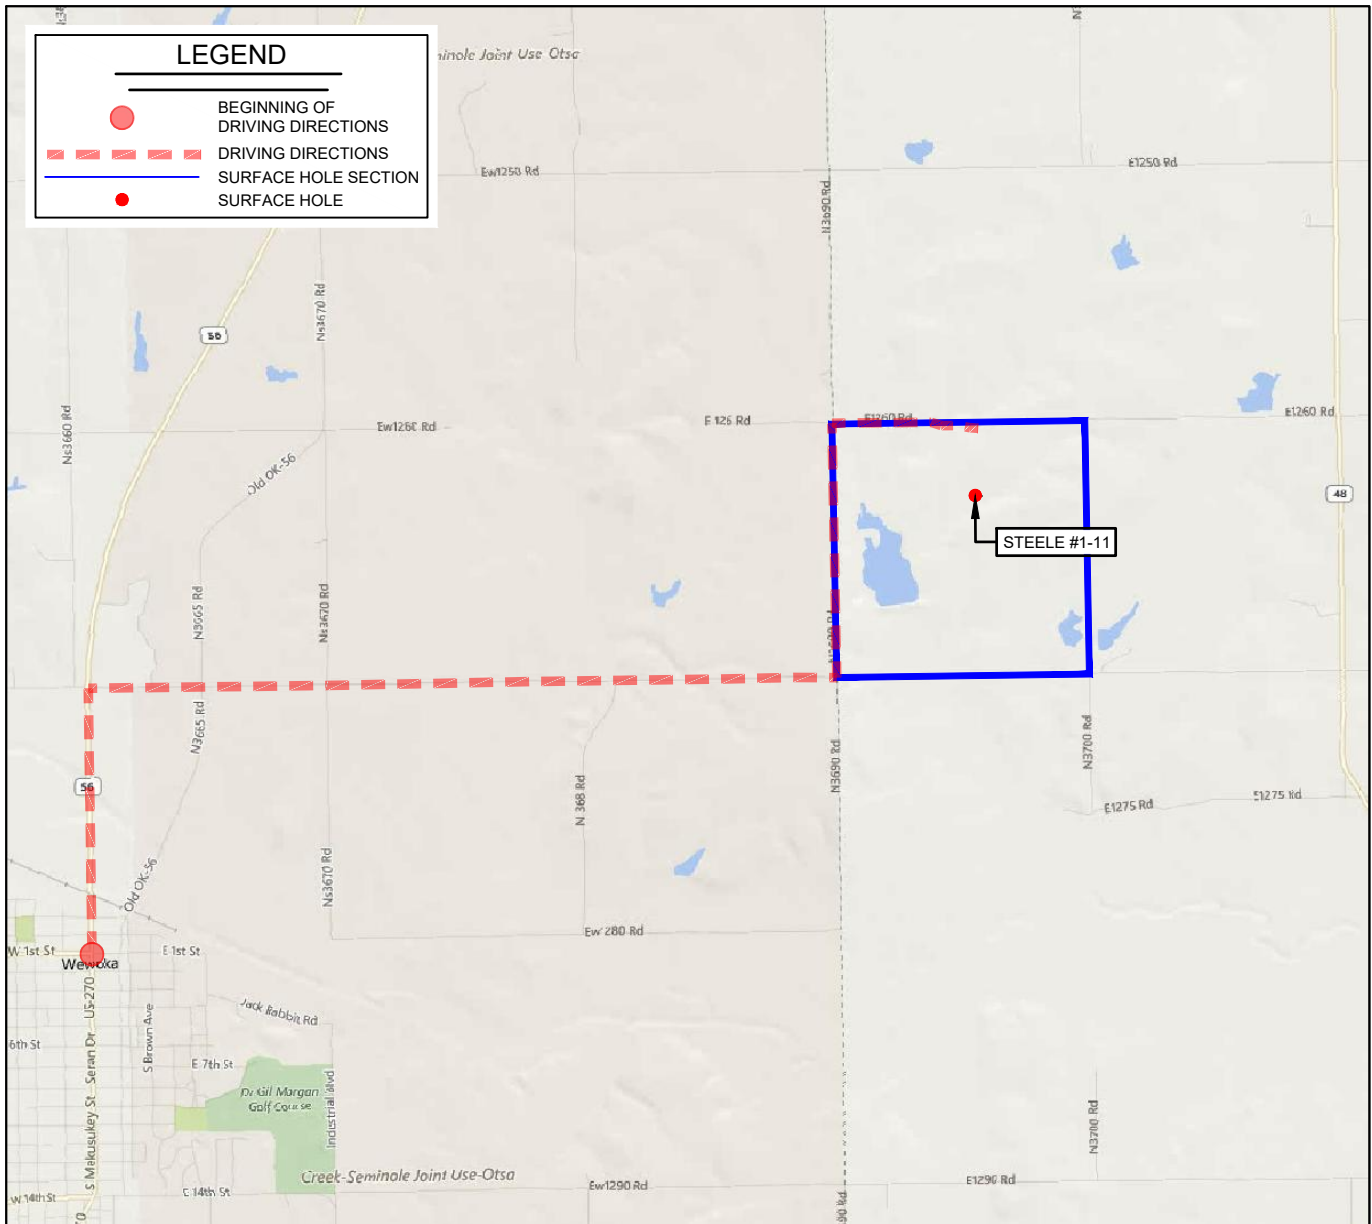 LEGEND
BEGINNING OF
DRIVING DIRECTIONS
DRIVING DIRECTIONS
SURFACE HOLE SECTION
SURFACE HOLE
Joint Use Otsa
Ew1250 Rd
E1250 Rd
N3690 Rd
56
Ns3670 Rd
Ns3660 Rd
Ew1260 Rd
E 126 Rd
E1260 Rd
E1260 Rd
Old OK-56
48
STEELE #1-11
N3665 Rd
Ns3670 Rd
N3665 Rd
56
N 368 Rd
N3690 Rd
N3700 Rd
E1275 Rd
E1275 Rd
Old OK-56
Ns3670 Rd
W 1st St
E 1st St
Wewoka
Ew 280 Rd
US-270
Seran Dr
S Mekusukey St
Jack Rabbit Rd
6th St
S Brown Ave
E 7th St
Gil Morgan
Golf Course
Industrial Blvd
N3700 Rd
Creek-Seminole Joint Use-Otsa
Ew1290 Rd
E1290 Rd
W 14th St
E 14th St
90 Rd
70